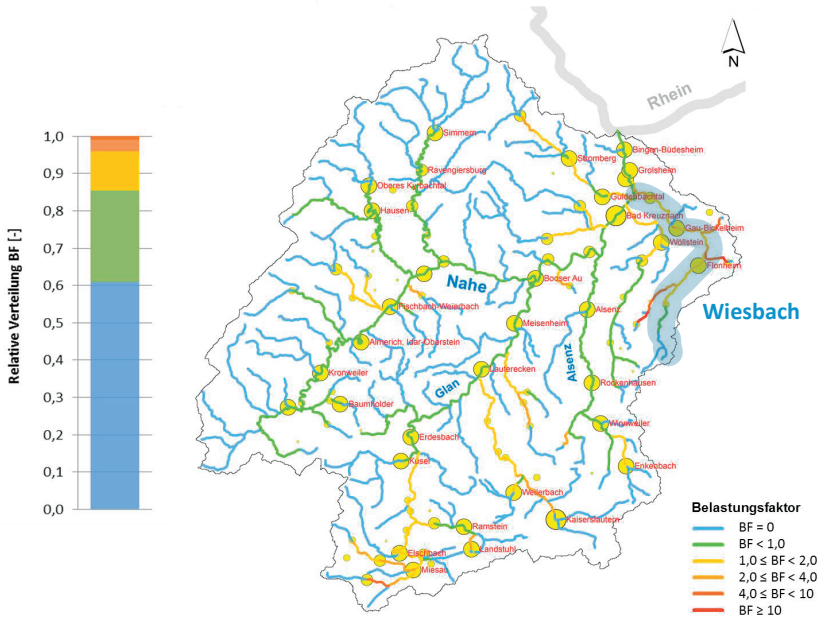 Relative Verteilung BF [-]
1,0
0,9
0,8
0,7
0,6
0,5
0,4
0,3
0,2
0,1
0,0
N
Rhein
Simmern
Bingen-Büdesheim
Stromberg
Grolsheim
Ravengiersburg
Oberes Kyrbachtal
Guldenbachtal
Hausen
Bad Kreuznach
Gau-Bickelheim
Wöllstein
Flonheim
Nahe
Booser Au
Fischbach-Weierbach
Wiesbach
Alsenz
Meisenheim
Almerich, Idar-Oberstein
Alsenz
Kronweiler
Lauterecken
Glan
Rockenhausen
Baumholder
Winnweiler
Erdesbach
Kusel
Enkenbach
Weilerbach
Kaiserslautern
Ramstein
Elschbach
Landstuhl
Miesau
Belastungsfaktor
BF = 0
BF < 1,0
1,0 ≤ BF < 2,0
2,0 ≤ BF < 4,0
4,0 ≤ BF < 10
BF ≥ 10